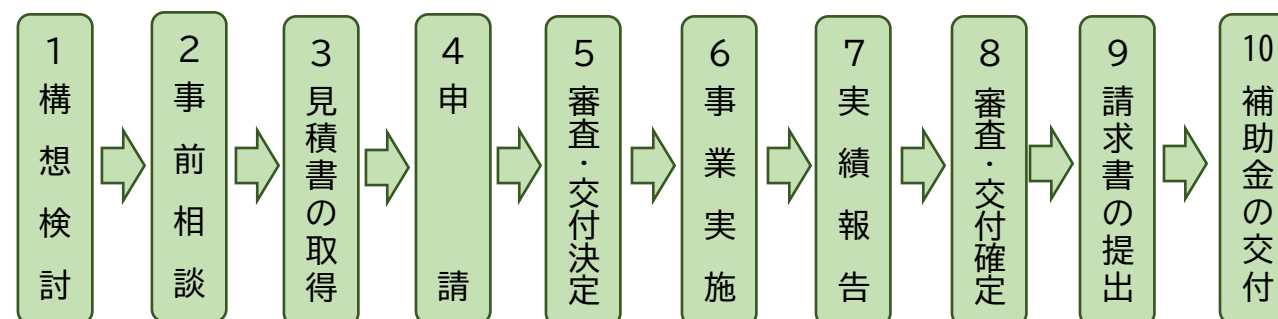 1構想検討
2事前相談
3見積書の取得
4申請
5審査・交付決定
6事業実施
7実績報告
8審査・交付確定
9請求書の提出
10補助金の交付